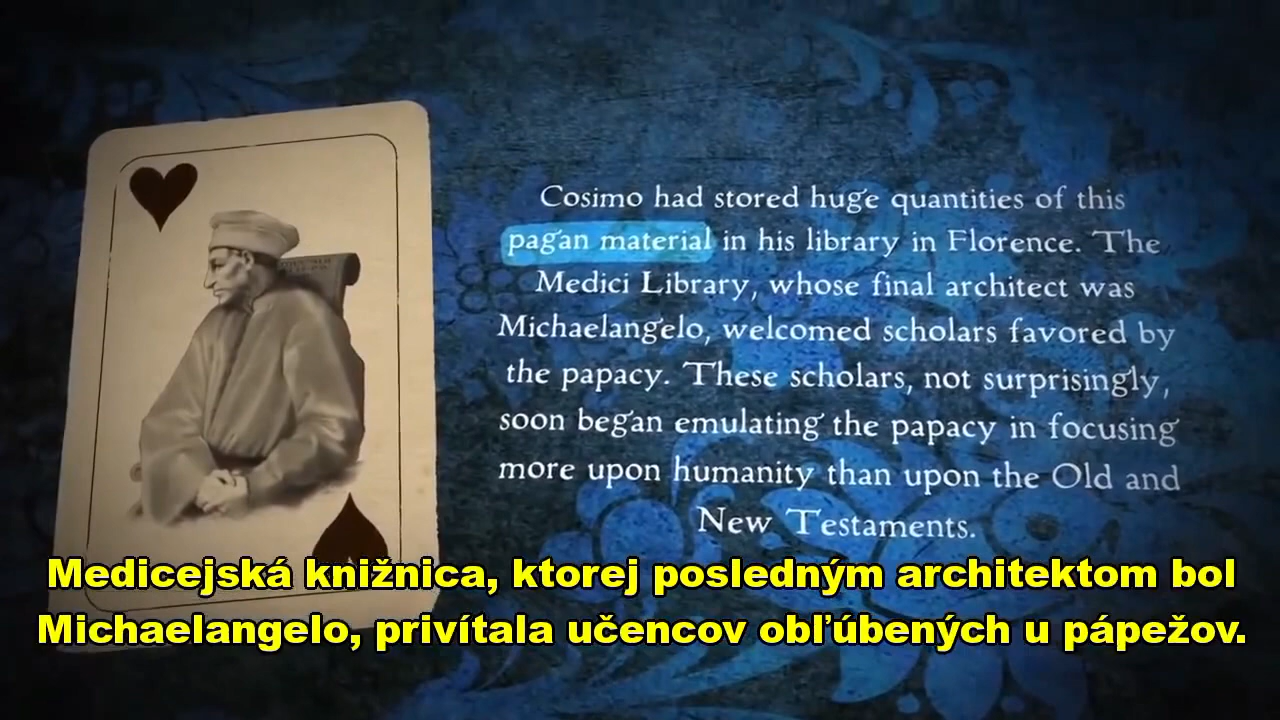 Cosimo had stored huge quantities of this
pagan material in his library in Florence. The
Medici Library, whose final architect was
Michaelangelo, welcomed scholars favored by
the papacy. These scholars, not surprisingly,
soon began emulating the papacy in focusing
more upon humanity than upon the Old and
New Testaments.
Medicejská knižnica, ktorej posledným architektom bol
Michaelangelo, privítala učencov obľúbených u pápežov.